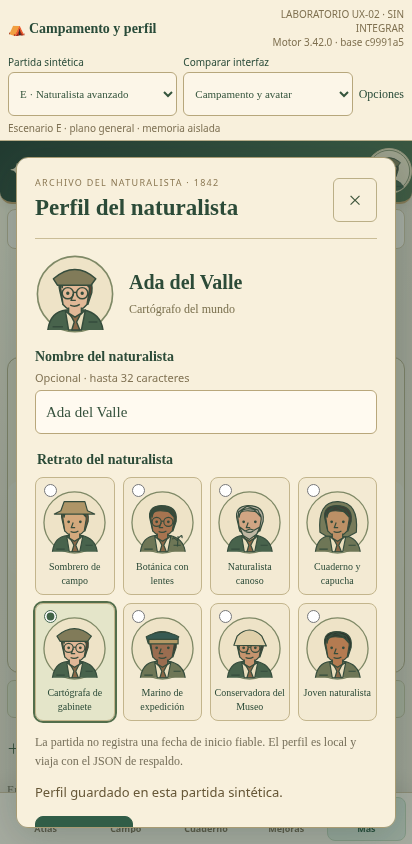 🏕️ Campamento y perfil
LABORATORIO UX-02 · SIN
INTEGRAR
Motor 3.42.0 · base c9991a5
Partida sintética
Comparar interfaz
E · Naturalista avanzado
Campamento y avatar
Opciones
Escenario E · plano general · memoria aislada
ARCHIVO DEL NATURALISTA · 1842
Perfil del naturalista
×
Ada del Valle
Cartógrafo del mundo
Nombre del naturalista
Opcional · hasta 32 caracteres
Ada del Valle
Retrato del naturalista
Sombrero de
campo
Botánica con
lentes
Naturalista
canoso
Cuaderno y
capucha
Cartógrafa de
gabinete
Marino de
expedición
Conservadora del
Museo
Joven naturalista
La partida no registra una fecha de inicio fiable. El perfil es local y
viaja con el JSON de respaldo.
Perfil guardado en esta partida sintética.
Atlas
Campo
Cuaderno
Mejoras
Más